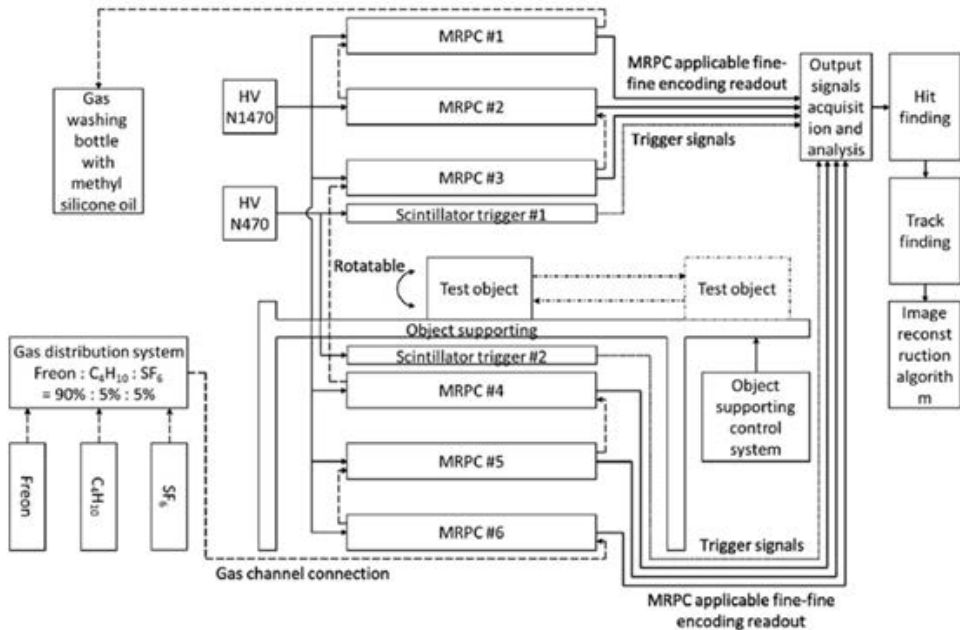 MRPC #1
MRPC applicable fine-
fine encoding readout
Output
signals
acquisit
ion and
analysis
Hit
finding
Gas
washing
bottle
with
methyl
silicone oil
HV
N1470
MRPC #2
Trigger signals
MRPC #3
HV
N470
Scintillator trigger #1
Track
finding
Rotatable
Test object
Test object
Object supporting
Image
reconst
ruction
algorith
m
Gas distribution system
Freon : C₄H₁₀ : SF₆
= 90% : 5% : 5%
Scintillator trigger #2
MRPC #4
Object
supporting
control
system
Freon
C₄H₁₀
SF₆
MRPC #5
MRPC #6
Trigger signals
Gas channel connection
MRPC applicable fine-fine
encoding readout